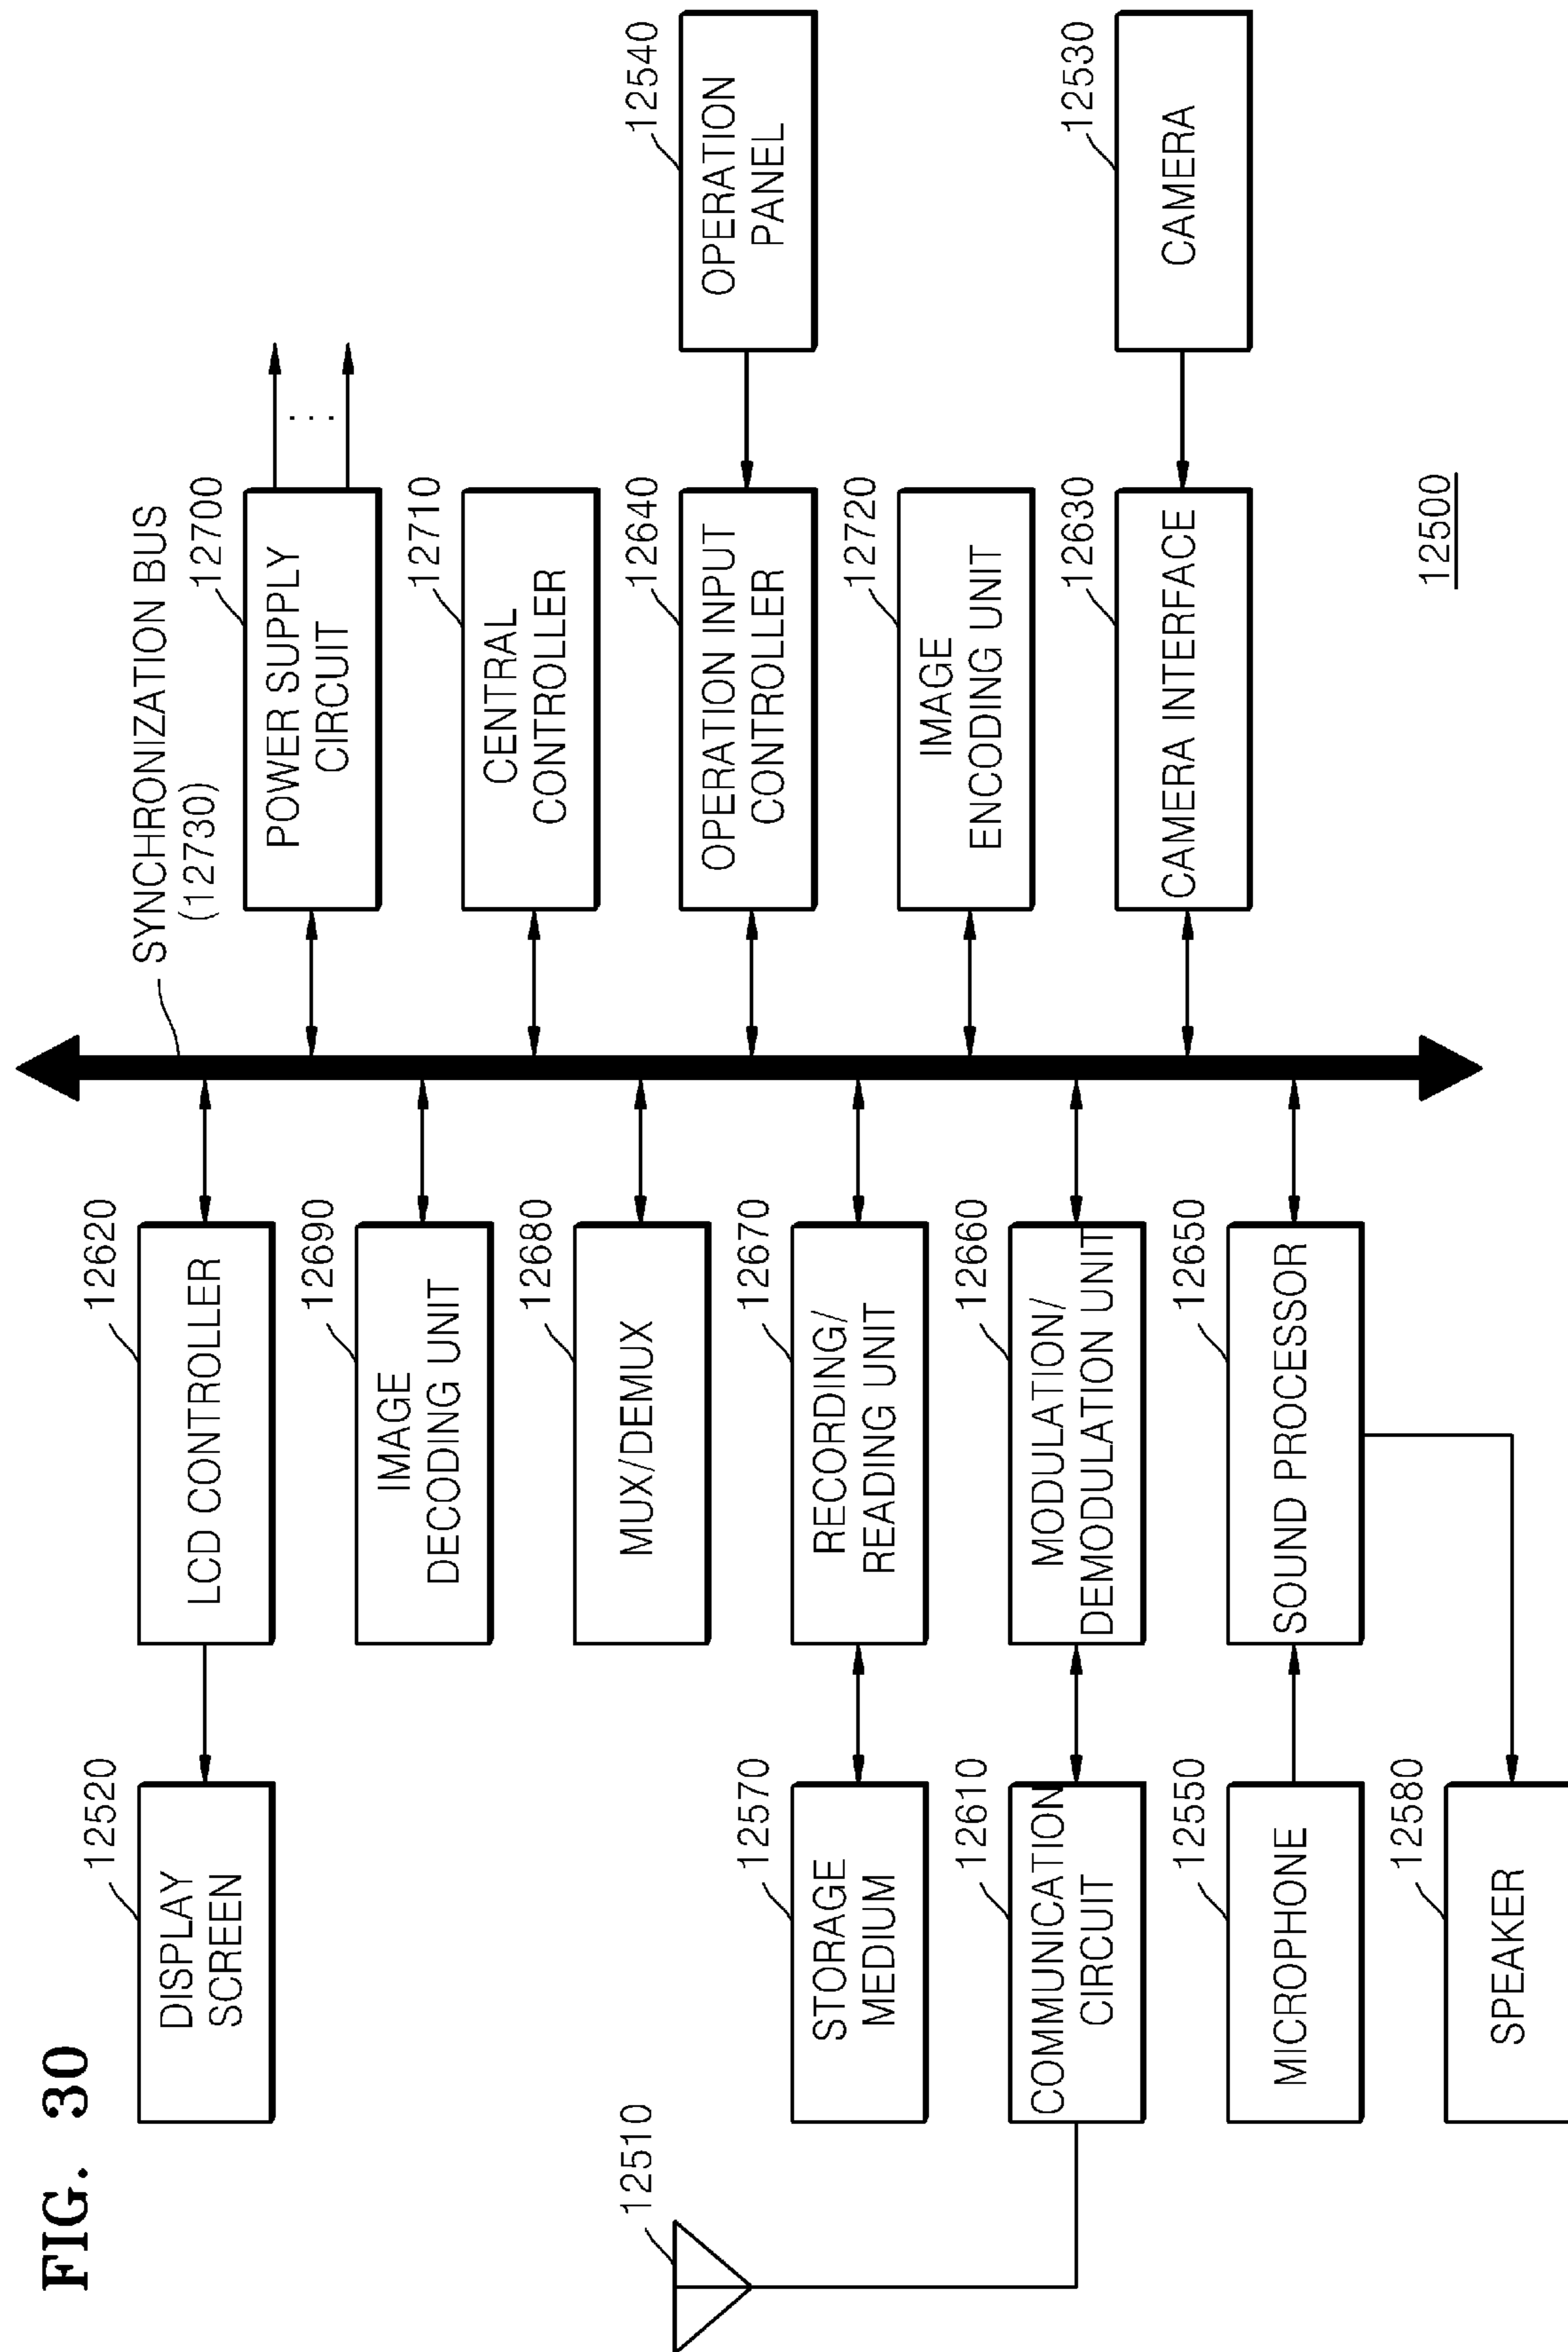 FIG. 30
SYNCHRONIZATION BUS
(12730)
12520
DISPLAY
SCREEN
12620
LCD CONTROLLER
12700
POWER SUPPLY
CIRCUIT
12690
IMAGE
DECODING UNIT
12710
CENTRAL
CONTROLLER
12510
12680
MUX/DEMUX
12640
OPERATION INPUT
CONTROLLER
12540
OPERATION
PANEL
12570
STORAGE
MEDIUM
12670
RECORDING/
READING UNIT
12720
IMAGE
ENCODING UNIT
12610
COMMUNICATION
CIRCUIT
12660
MODULATION/
DEMODULATION UNIT
12630
CAMERA INTERFACE
12530
CAMERA
12550
MICROPHONE
12650
SOUND PROCESSOR
12580
SPEAKER
12500